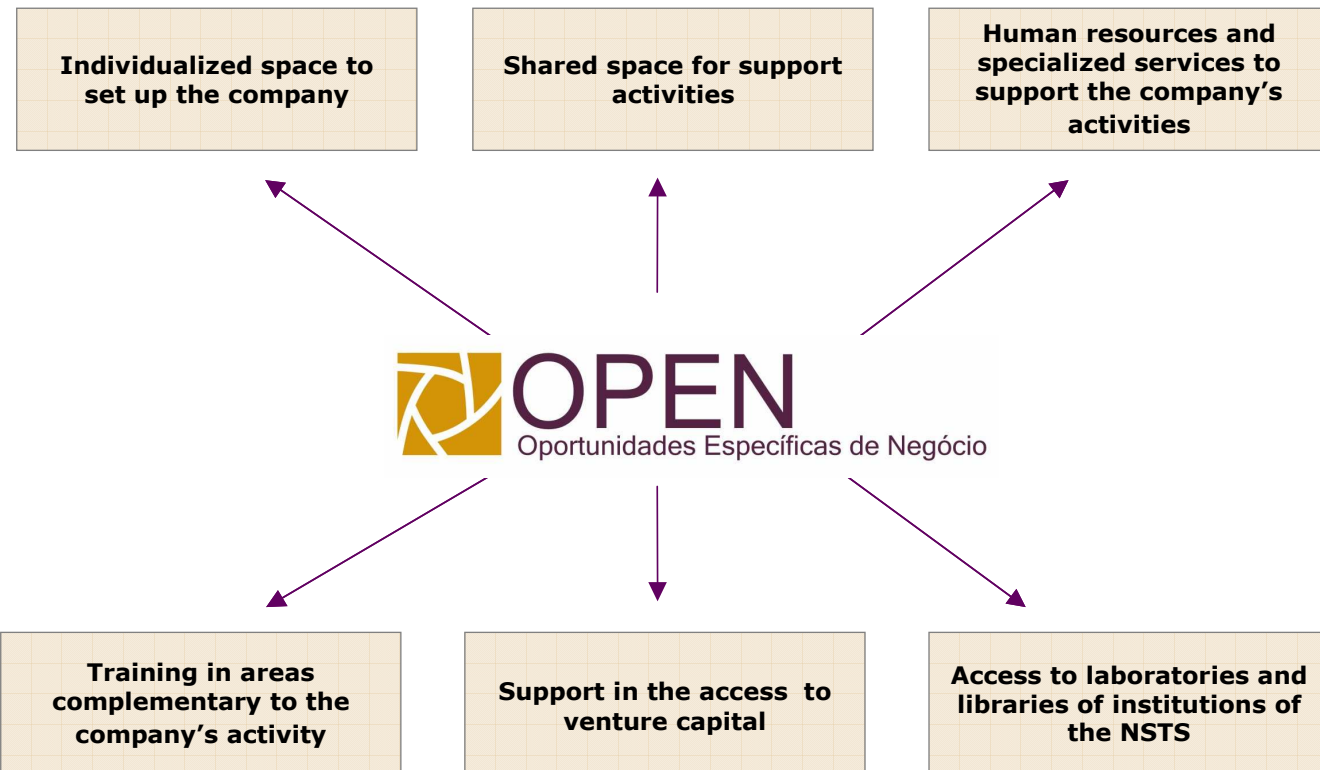 Individualized space to
set up the company
Shared space for support
activities
Human resources and
specialized services to
support the company’s
activities
OPEN
Oportunidades Específicas de Negócio
Training in areas
complementary to the
company’s activity
Support in the access to
venture capital
Access to laboratories and
libraries of institutions of
the NSTS